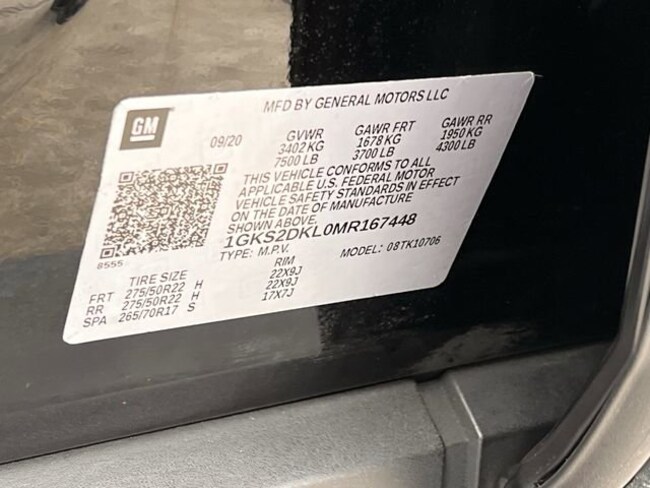 MFD BY GENERAL MOTORS LLC
GM
09/20 GVWR GAWR FRT GAWR RR
3402 KG 1678 KG 1950 KG
7500 LB 3700 LB 4300 LB
THIS VEHICLE CONFORMS TO ALL
APPLICABLE U.S. FEDERAL MOTOR
VEHICLE SAFETY STANDARDS IN EFFECT
ON THE DATE OF MANUFACTURE
SHOWN ABOVE.
1GKS2DKL0MR167448
8555
TYPE: M.P.V. MODEL: 08TK10706
TIRE SIZE RIM
FRT 275/50R22 H 22X9J
RR 275/50R22 H 22X9J
SPA 265/70R17 S 17X7J